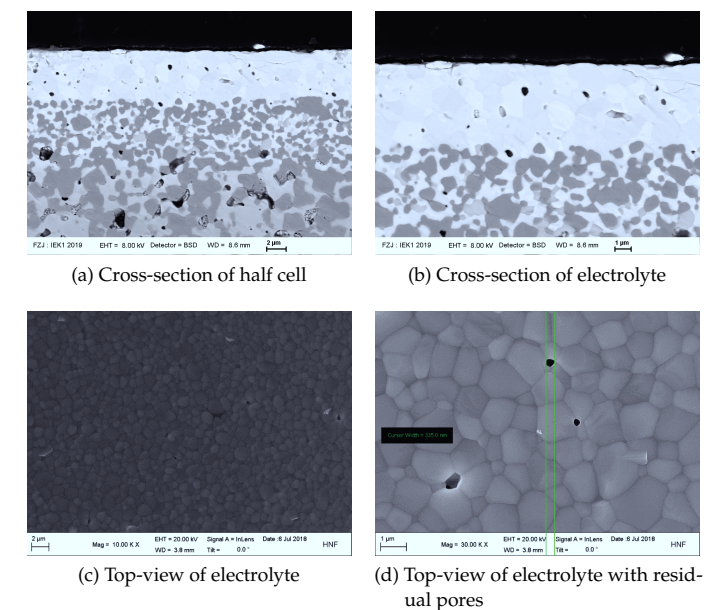 FZJ : IEK1 2019 EHT = 8.00 kV Detector = BSD WD = 8.6 mm 2 µm
(a) Cross-section of half cell
FZJ : IEK1 2019 EHT = 8.00 kV Detector = BSD WD = 8.6 mm 1 µm
(b) Cross-section of electrolyte
2 µm Mag = 10.00 K X EHT = 20.00 kV Signal A = InLens Date :6 Jul 2018 HNF
WD = 3.8 mm Tilt = 0.0 °
(c) Top-view of electrolyte
Cursor Width = 335.0 nm
1 µm Mag = 30.00 K X EHT = 20.00 kV Signal A = InLens Date :6 Jul 2018 HNF
WD = 3.8 mm Tilt = 0.0 °
(d) Top-view of electrolyte with resid-
ual pores